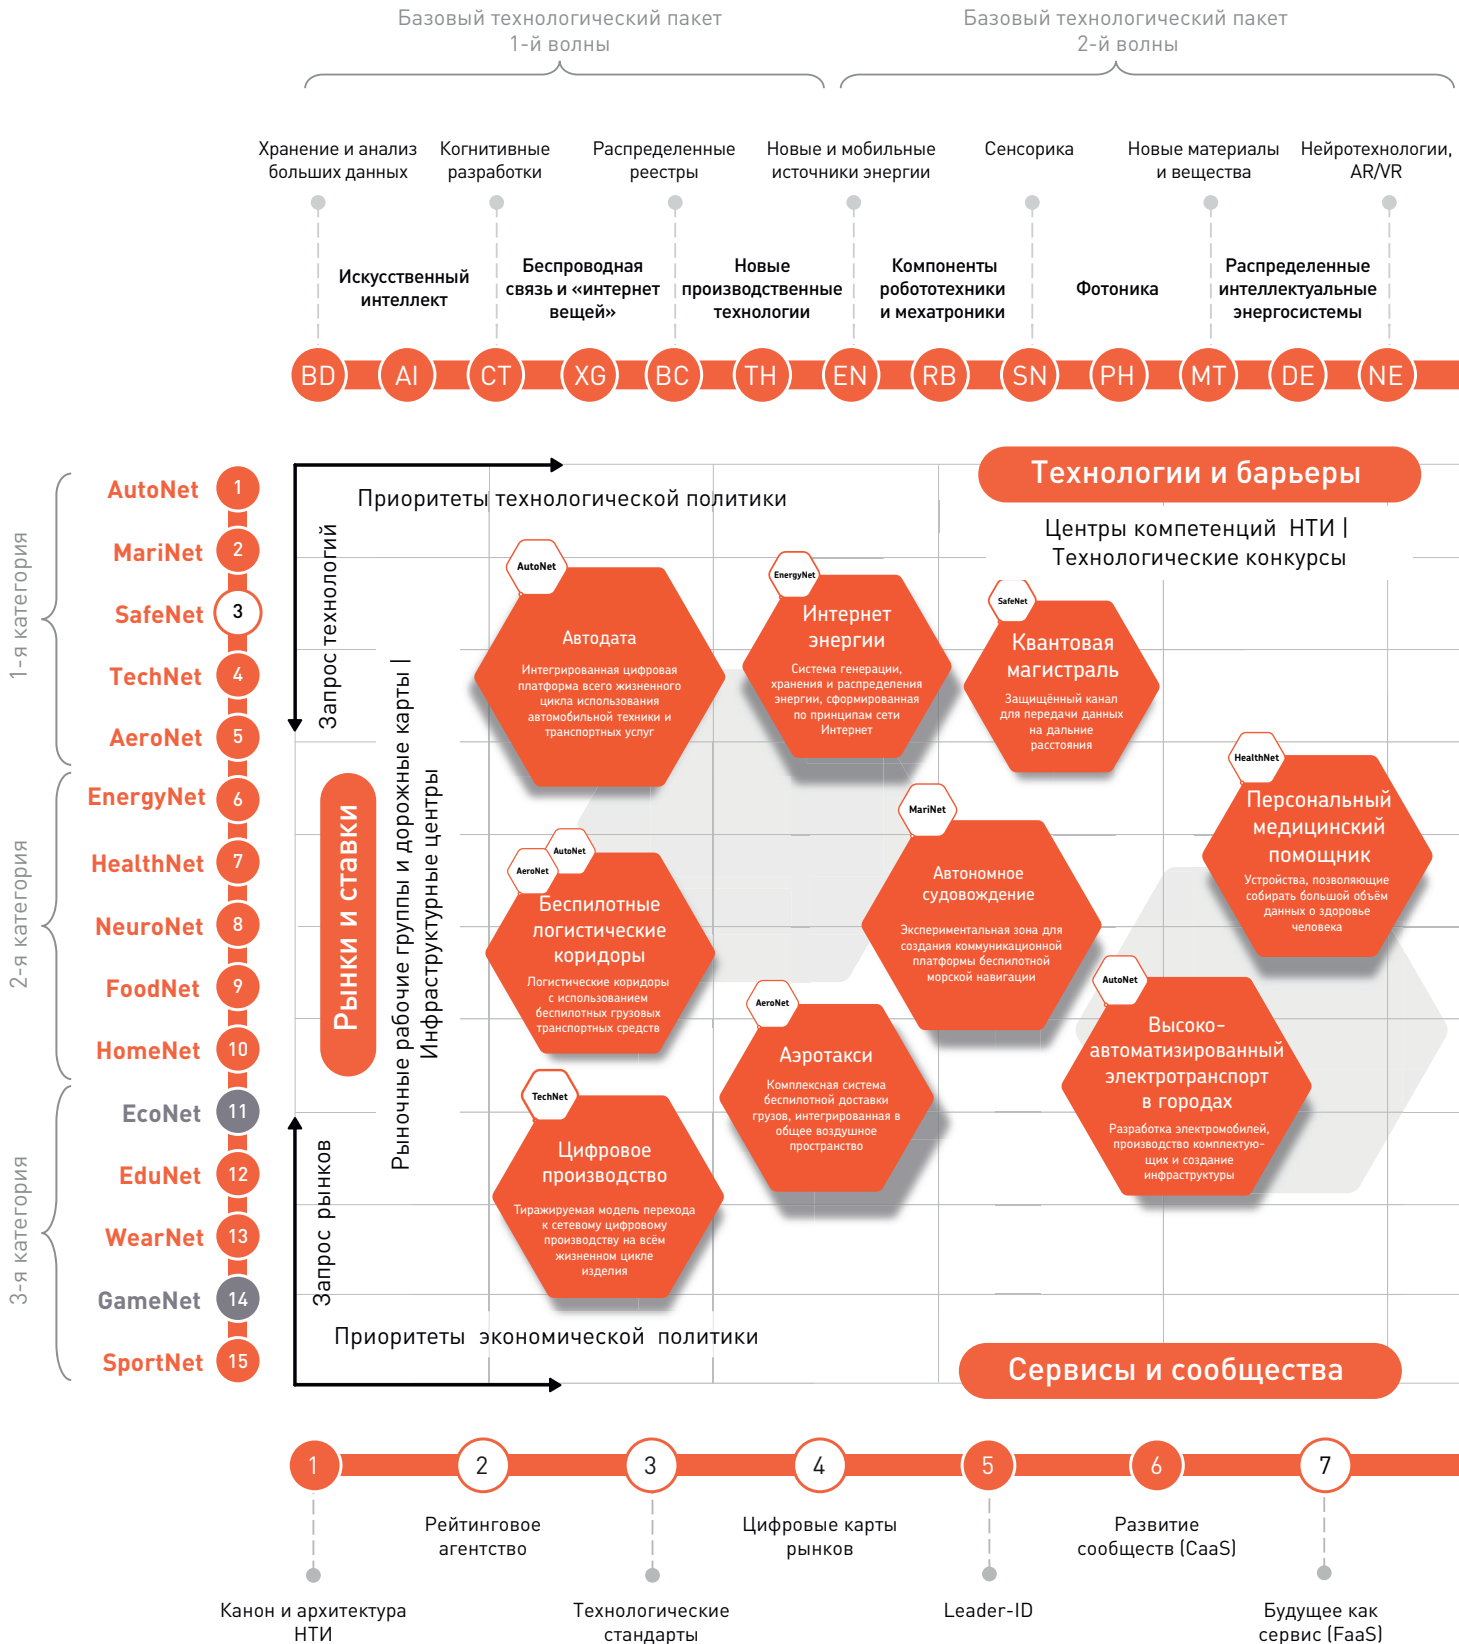 Базовый технологический пакет
1-й волны
Базовый технологический пакет
2-й волны
Хранение и анализ
больших данных
Когнитивные
разработки
Распределенные
реестры
Новые и мобильные
источники энергии
Сенсорика
Новые материалы
и вещества
Нейротехнологии,
AR/VR
Искусственный
интеллект
Беспроводная
связь и «интернет
вещей»
Новые
производственные
технологии
Компоненты
робототехники
и мехатроники
Фотоника
Распределенные
интеллектуальные
энергосистемы
BD
AI
CT
XG
BC
TH
EN
RB
SN
PH
MT
DE
NE
1-я категория
AutoNet 1
MariNet 2
SafeNet 3
TechNet 4
AeroNet 5
2-я категория
EnergyNet 6
HealthNet 7
NeuroNet 8
FoodNet 9
HomeNet 10
3-я категория
EcoNet 11
EduNet 12
WearNet 13
GameNet 14
SportNet 15
Приоритеты технологической политики
Запрос технологий
Технологии и барьеры
Центры компетенций НТИ |
Технологические конкурсы
Рынки и ставки
Рыночные рабочие группы и дорожные карты |
Инфраструктурные центры
AutoNet
Автодата
Интегрированная цифровая
платформа всего жизненного
цикла использования
автомобильной техники и
транспортных услуг
EnergyNet
Интернет
энергии
Система генерации,
хранения и распределения
энергии, сформированная
по принципам сети
Интернет
SafeNet
Квантовая
магистраль
Защищённый канал
для передачи данных
на дальние
расстояния
HealthNet
Персональный
медицинский
помощник
Устройства, позволяющие
собирать большой объём
данных о здоровье
человека
MariNet
Автономное
судовождение
Экспериментальная зона для
создания коммуникационной
платформы беспилотной
морской навигации
AutoNet
AeroNet
Беспилотные
логистические
коридоры
Логистические коридоры
с использованием
беспилотных грузовых
транспортных средств
AeroNet
Аэротакси
Комплексная система
беспилотной доставки
грузов, интегрированная в
общее воздушное
пространство
AutoNet
Высоко-
автоматизированный
электротранспорт
в городах
Разработка электромобилей,
производство комплектую-
щих и создание
инфраструктуры
TechNet
Цифровое
производство
Тиражируемая модель перехода
к сетевому цифровому
производству на всём
жизненном цикле
изделия
Запрос рынков
Приоритеты экономической политики
Сервисы и сообщества
1
2
3
4
5
6
7
Рейтинговое
агентство
Цифровые карты
рынков
Развитие
сообществ (CaaS)
Канон и архитектура
НТИ
Технологические
стандарты
Leader-ID
Будущее как
сервис (FaaS)